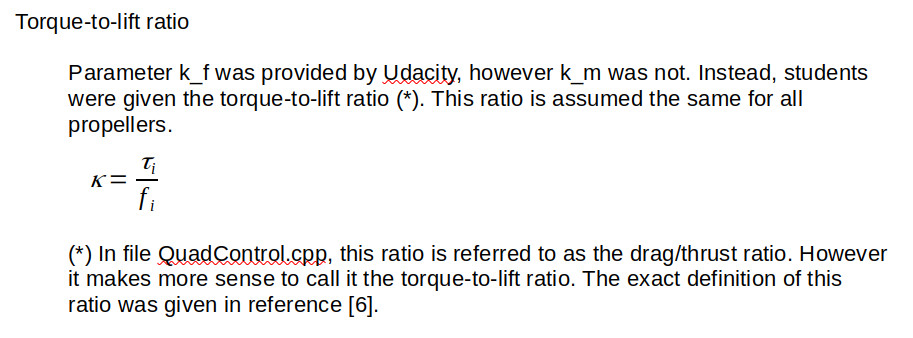 Torque-to-lift ratio
Parameter k_f was provided by Udacity, however k_m was not. Instead, students
were given the torque-to-lift ratio (*). This ratio is assumed the same for all
propellers.
κ = τ_i / f_i
(*) In file QuadControl.cpp, this ratio is referred to as the drag/thrust ratio. However
it makes more sense to call it the torque-to-lift ratio. The exact definition of this
ratio was given in reference [6].